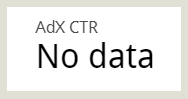 AdX CTR
No data